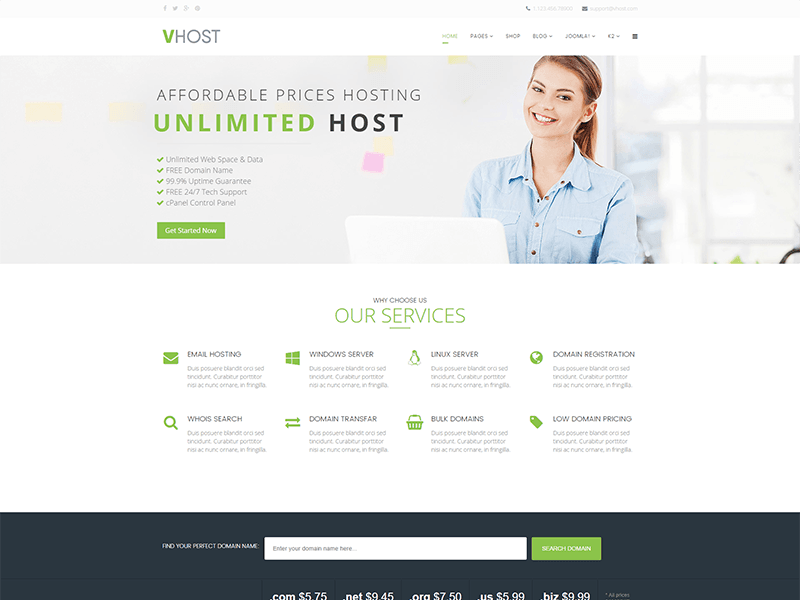 support@vhost.com
VHOST
HOME PAGES SHOP BLOG JOOMLA! K2
AFFORDABLE PRICES HOSTING
UNLIMITED HOST
Unlimited Web Space & Data
FREE Domain Name
99.9% Uptime Guarantee
FREE 24/7 Tech Support
cPanel Control Panel
Get Started Now
WHY CHOOSE US
OUR SERVICES
EMAIL HOSTING
Duis posuere blandit orci sed
tincidunt. Curabitur porttitor
nisi ac nunc ornare, in fringilla.
WINDOWS SERVER
Duis posuere blandit orci sed
tincidunt. Curabitur porttitor
nisi ac nunc ornare, in fringilla.
LINUX SERVER
Duis posuere blandit orci sed
tincidunt. Curabitur porttitor
nisi ac nunc ornare, in fringilla.
DOMAIN REGISTRATION
Duis posuere blandit orci sed
tincidunt. Curabitur porttitor
nisi ac nunc ornare, in fringilla.
WHOIS SEARCH
Duis posuere blandit orci sed
tincidunt. Curabitur porttitor
nisi ac nunc ornare, in fringilla.
DOMAIN TRANSFAR
Duis posuere blandit orci sed
tincidunt. Curabitur porttitor
nisi ac nunc ornare, in fringilla.
BULK DOMAINS
Duis posuere blandit orci sed
tincidunt. Curabitur porttitor
nisi ac nunc ornare, in fringilla.
LOW DOMAIN PRICING
Duis posuere blandit orci sed
tincidunt. Curabitur porttitor
nisi ac nunc ornare, in fringilla.
FIND YOUR PERFECT DOMAIN NAME:
Enter your domain name here...
SEARCH DOMAIN
.com $5.75 .net $9.45 .org $7.50 .us $5.99 .biz $9.99 * All prices